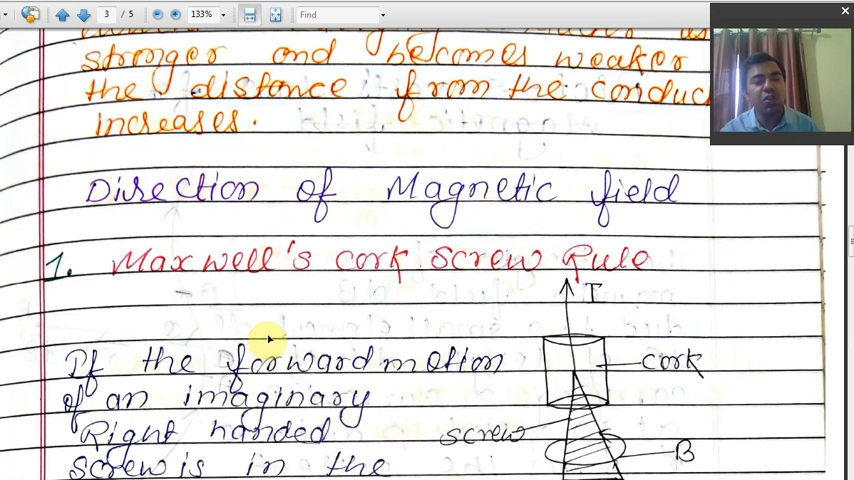 3 / 5
133%
Find
stronger and becomes weaker
the distance from the conduc
increases.
Direction of Magnetic field
1. Maxwell's cork screw Rule
I
If the forward motion
cork
of an imaginary
Right handed
screw
B
screw is in the